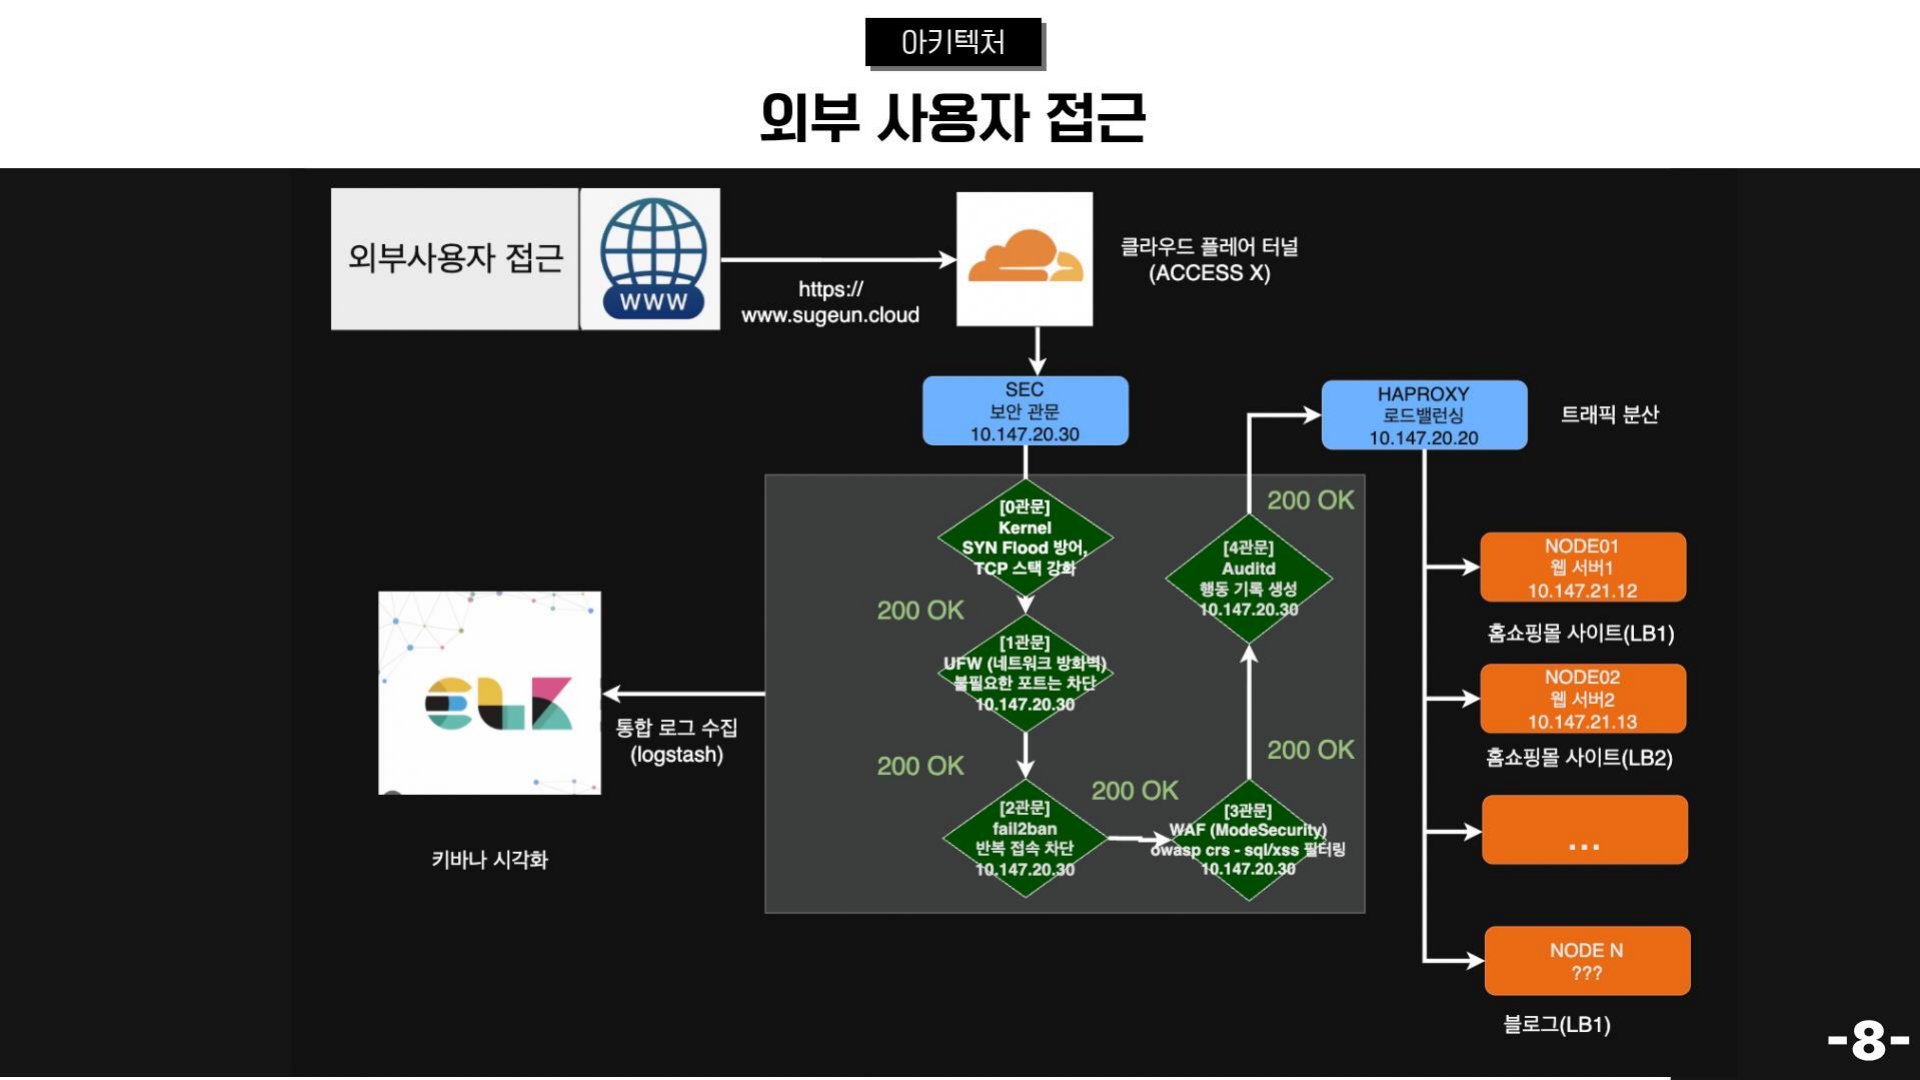 아키텍처
외부 사용자 접근
외부사용자 접근
WWW
https://
www.sugeun.cloud
클라우드 플레어 터널
(ACCESS X)
SEC
보안 관문
10.147.20.30
HAPROXY
로드밸런싱
10.147.20.20
트래픽 분산
[0관문]
Kernel
SYN Flood 방어,
TCP 스택 강화
200 OK
[1관문]
UFW (네트워크 방화벽)
불필요한 포트는 차단
10.147.20.30
200 OK
[2관문]
fail2ban
반복 접속 차단
10.147.20.30
200 OK
[3관문]
WAF (ModeSecurity)
owasp crs - sql/xss 필터링
10.147.20.30
200 OK
[4관문]
Auditd
행동 기록 생성
10.147.20.30
200 OK
통합 로그 수집
(logstash)
ELK
키바나 시각화
NODE01
웹 서버1
10.147.21.12
홈쇼핑몰 사이트(LB1)
NODE02
웹 서버2
10.147.21.13
홈쇼핑몰 사이트(LB2)
...
NODE N
???
블로그(LB1)
-8-